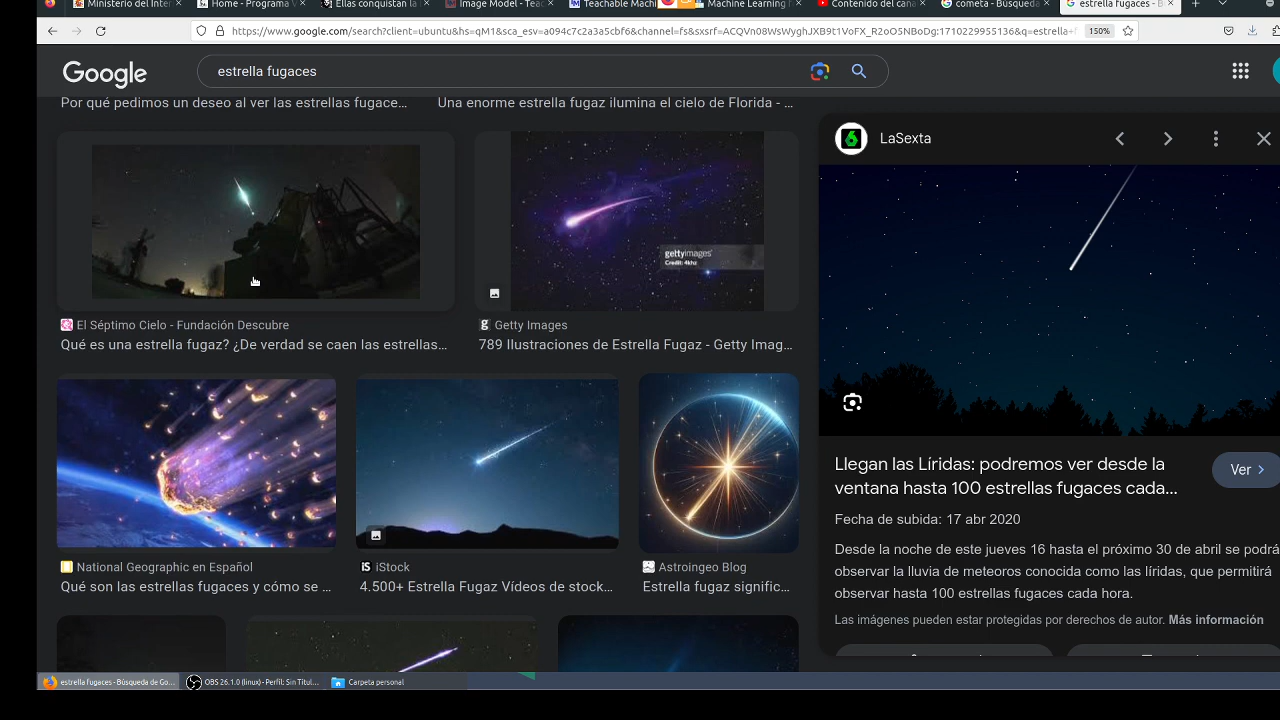 Ministerio del Inter
Home - Programa V
Ellas conquistan la
Image Model - Teac
Teachable Machi
Machine Learning f
Contenido del cana
cometa - Búsqueda
estrella fugaces - B
https://www.google.com/search?client=ubuntu&hs=qM1&sca_esv=a094c7c2a3a5cbf6&channel=fs&sxsrf=ACQVn08WsWyghJXB9t1VoFX_R2oO5NBoDg:1710229955136&q=estrella+f
150%
Google
estrella fugaces
Por qué pedimos un deseo al ver las estrellas fugace...
Una enorme estrella fugaz ilumina el cielo de Florida - ...
gettyimages
Credit: 4khz
El Séptimo Cielo - Fundación Descubre
Qué es una estrella fugaz? ¿De verdad se caen las estrellas...
Getty Images
789 Ilustraciones de Estrella Fugaz - Getty Imag...
National Geographic en Español
Qué son las estrellas fugaces y cómo se ...
iS iStock
4.500+ Estrella Fugaz Vídeos de stock...
Astroingeo Blog
Estrella fugaz signific...
LaSexta
Llegan las Líridas: podremos ver desde la
ventana hasta 100 estrellas fugaces cada...
Ver
Fecha de subida: 17 abr 2020
Desde la noche de este jueves 16 hasta el próximo 30 de abril se podrá
observar la lluvia de meteoros conocida como las líridas, que permitirá
observar hasta 100 estrellas fugaces cada hora.
Las imágenes pueden estar protegidas por derechos de autor. Más información
estrella fugaces - Búsqueda de Go...
OBS 26.1.0 (linux) - Perfil: Sin Títul...
Carpeta personal